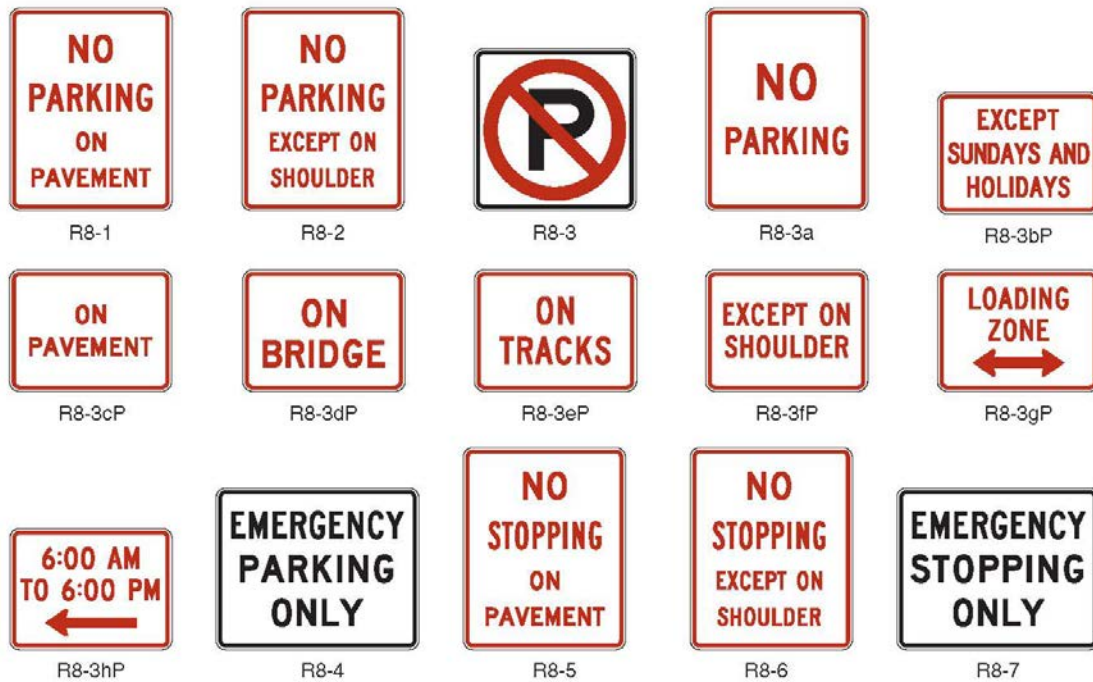 NO
PARKING
ON
PAVEMENT
R8-1
NO
PARKING
EXCEPT ON
SHOULDER
R8-2
P
R8-3
NO
PARKING
R8-3a
EXCEPT
SUNDAYS AND
HOLIDAYS
R8-3bP
ON
PAVEMENT
R8-3cP
ON
BRIDGE
R8-3dP
ON
TRACKS
R8-3eP
EXCEPT ON
SHOULDER
R8-3fP
LOADING
ZONE
R8-3gP
6:00 AM
TO 6:00 PM
R8-3hP
EMERGENCY
PARKING
ONLY
R8-4
NO
STOPPING
ON
PAVEMENT
R8-5
NO
STOPPING
EXCEPT ON
SHOULDER
R8-6
EMERGENCY
STOPPING
ONLY
R8-7